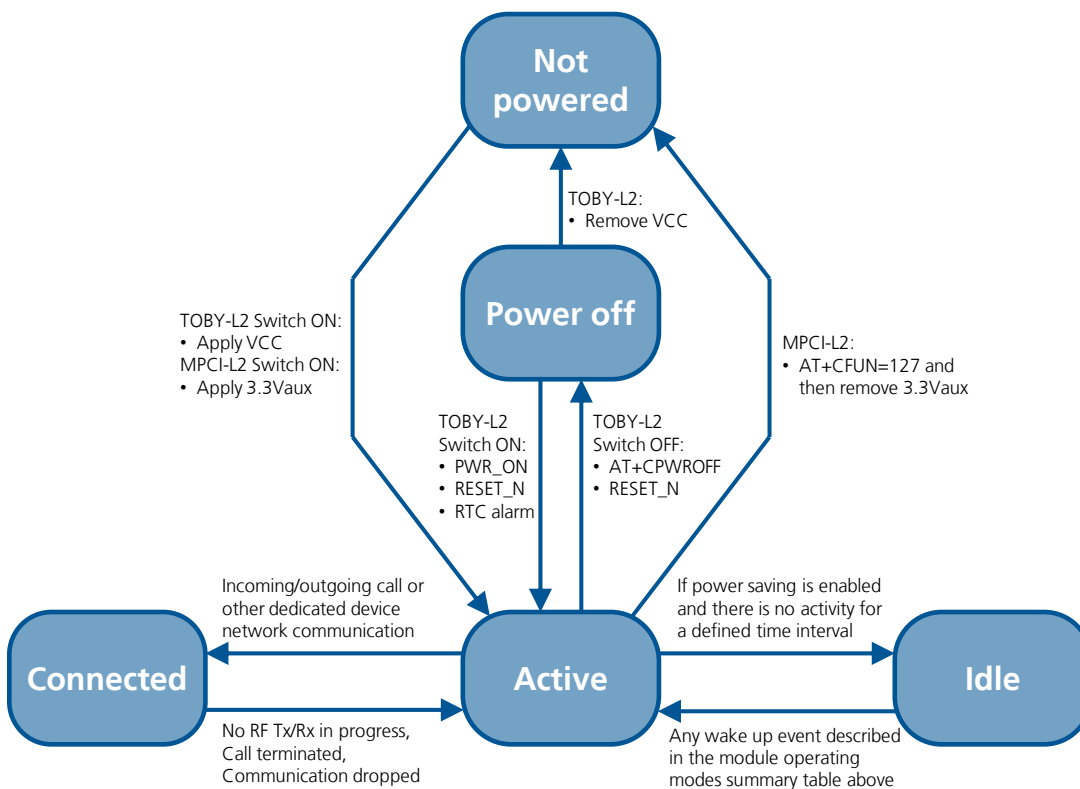 Not
powered
TOBY-L2:
• Remove VCC
Power off
TOBY-L2 Switch ON:
• Apply VCC
MPCI-L2 Switch ON:
• Apply 3.3Vaux
MPCI-L2:
• AT+CFUN=127 and
then remove 3.3Vaux
TOBY-L2
Switch ON:
• PWR_ON
• RESET_N
• RTC alarm
TOBY-L2
Switch OFF:
• AT+CPWROFF
• RESET_N
Incoming/outgoing call or
other dedicated device
network communication
If power saving is enabled
and there is no activity for
a defined time interval
Connected
Active
Idle
No RF Tx/Rx in progress,
Call terminated,
Communication dropped
Any wake up event described
in the module operating
modes summary table above